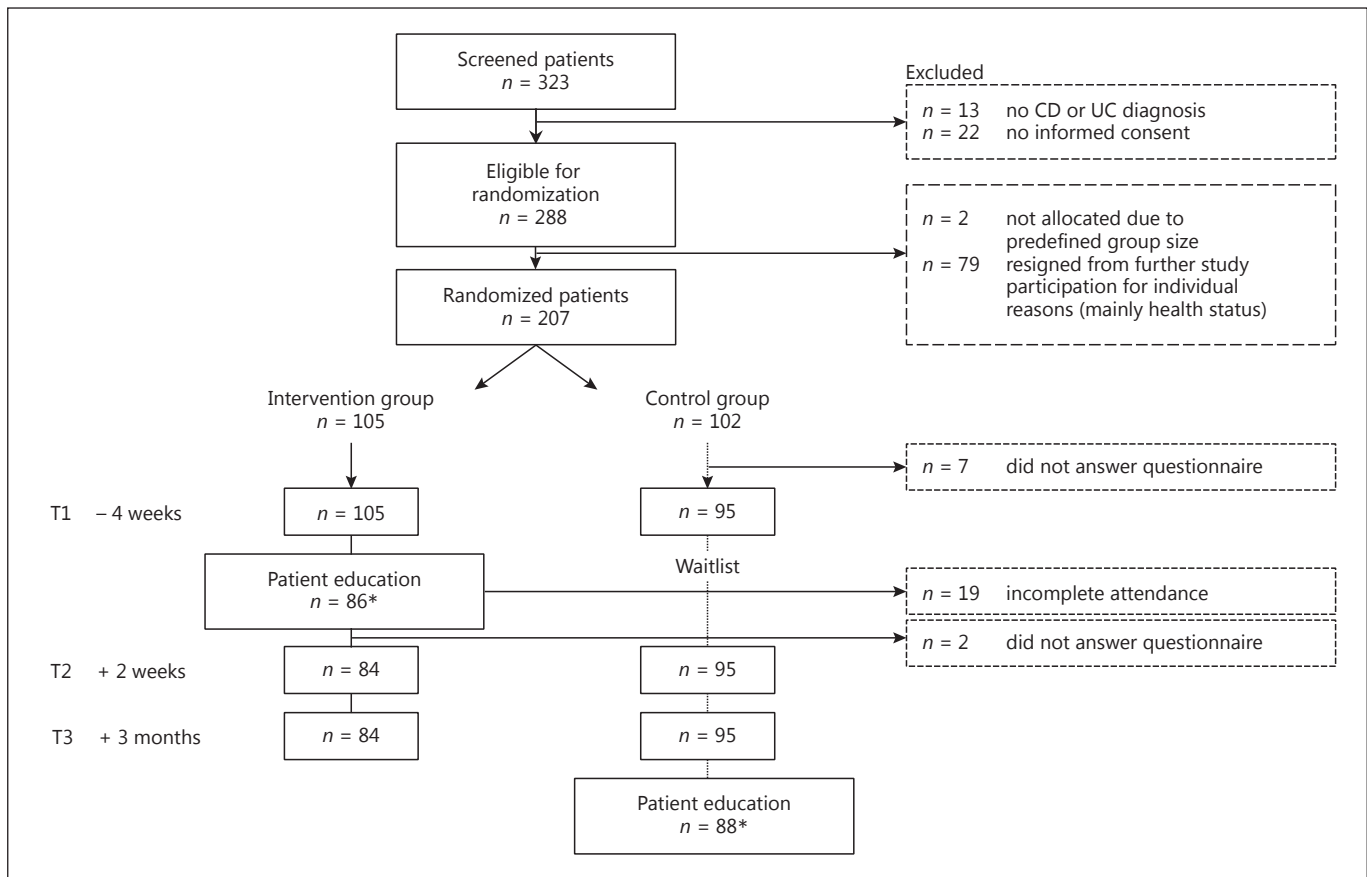 Screened patients
n = 323
Excluded
n = 13 no CD or UC diagnosis
n = 22 no informed consent
Eligible for
randomization
n = 288
n = 2 not allocated due to
predefined group size
n = 79 resigned from further study
participation for individual
reasons (mainly health status)
Randomized patients
n = 207
Intervention group
n = 105
Control group
n = 102
n = 7 did not answer questionnaire
T1 – 4 weeks
n = 105
n = 95
Patient education
n = 86*
Waitlist
n = 19 incomplete attendance
n = 2 did not answer questionnaire
T2 + 2 weeks
n = 84
n = 95
T3 + 3 months
n = 84
n = 95
Patient education
n = 88*